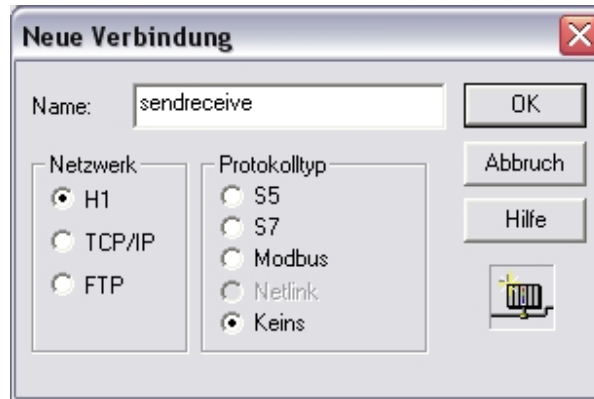 Neue Verbindung
Name: sendreceive
OK
Abbruch
Hilfe
Netzwerk
H1
TCP/IP
FTP
Protokolltyp
S5
S7
Modbus
Netlink
Keins